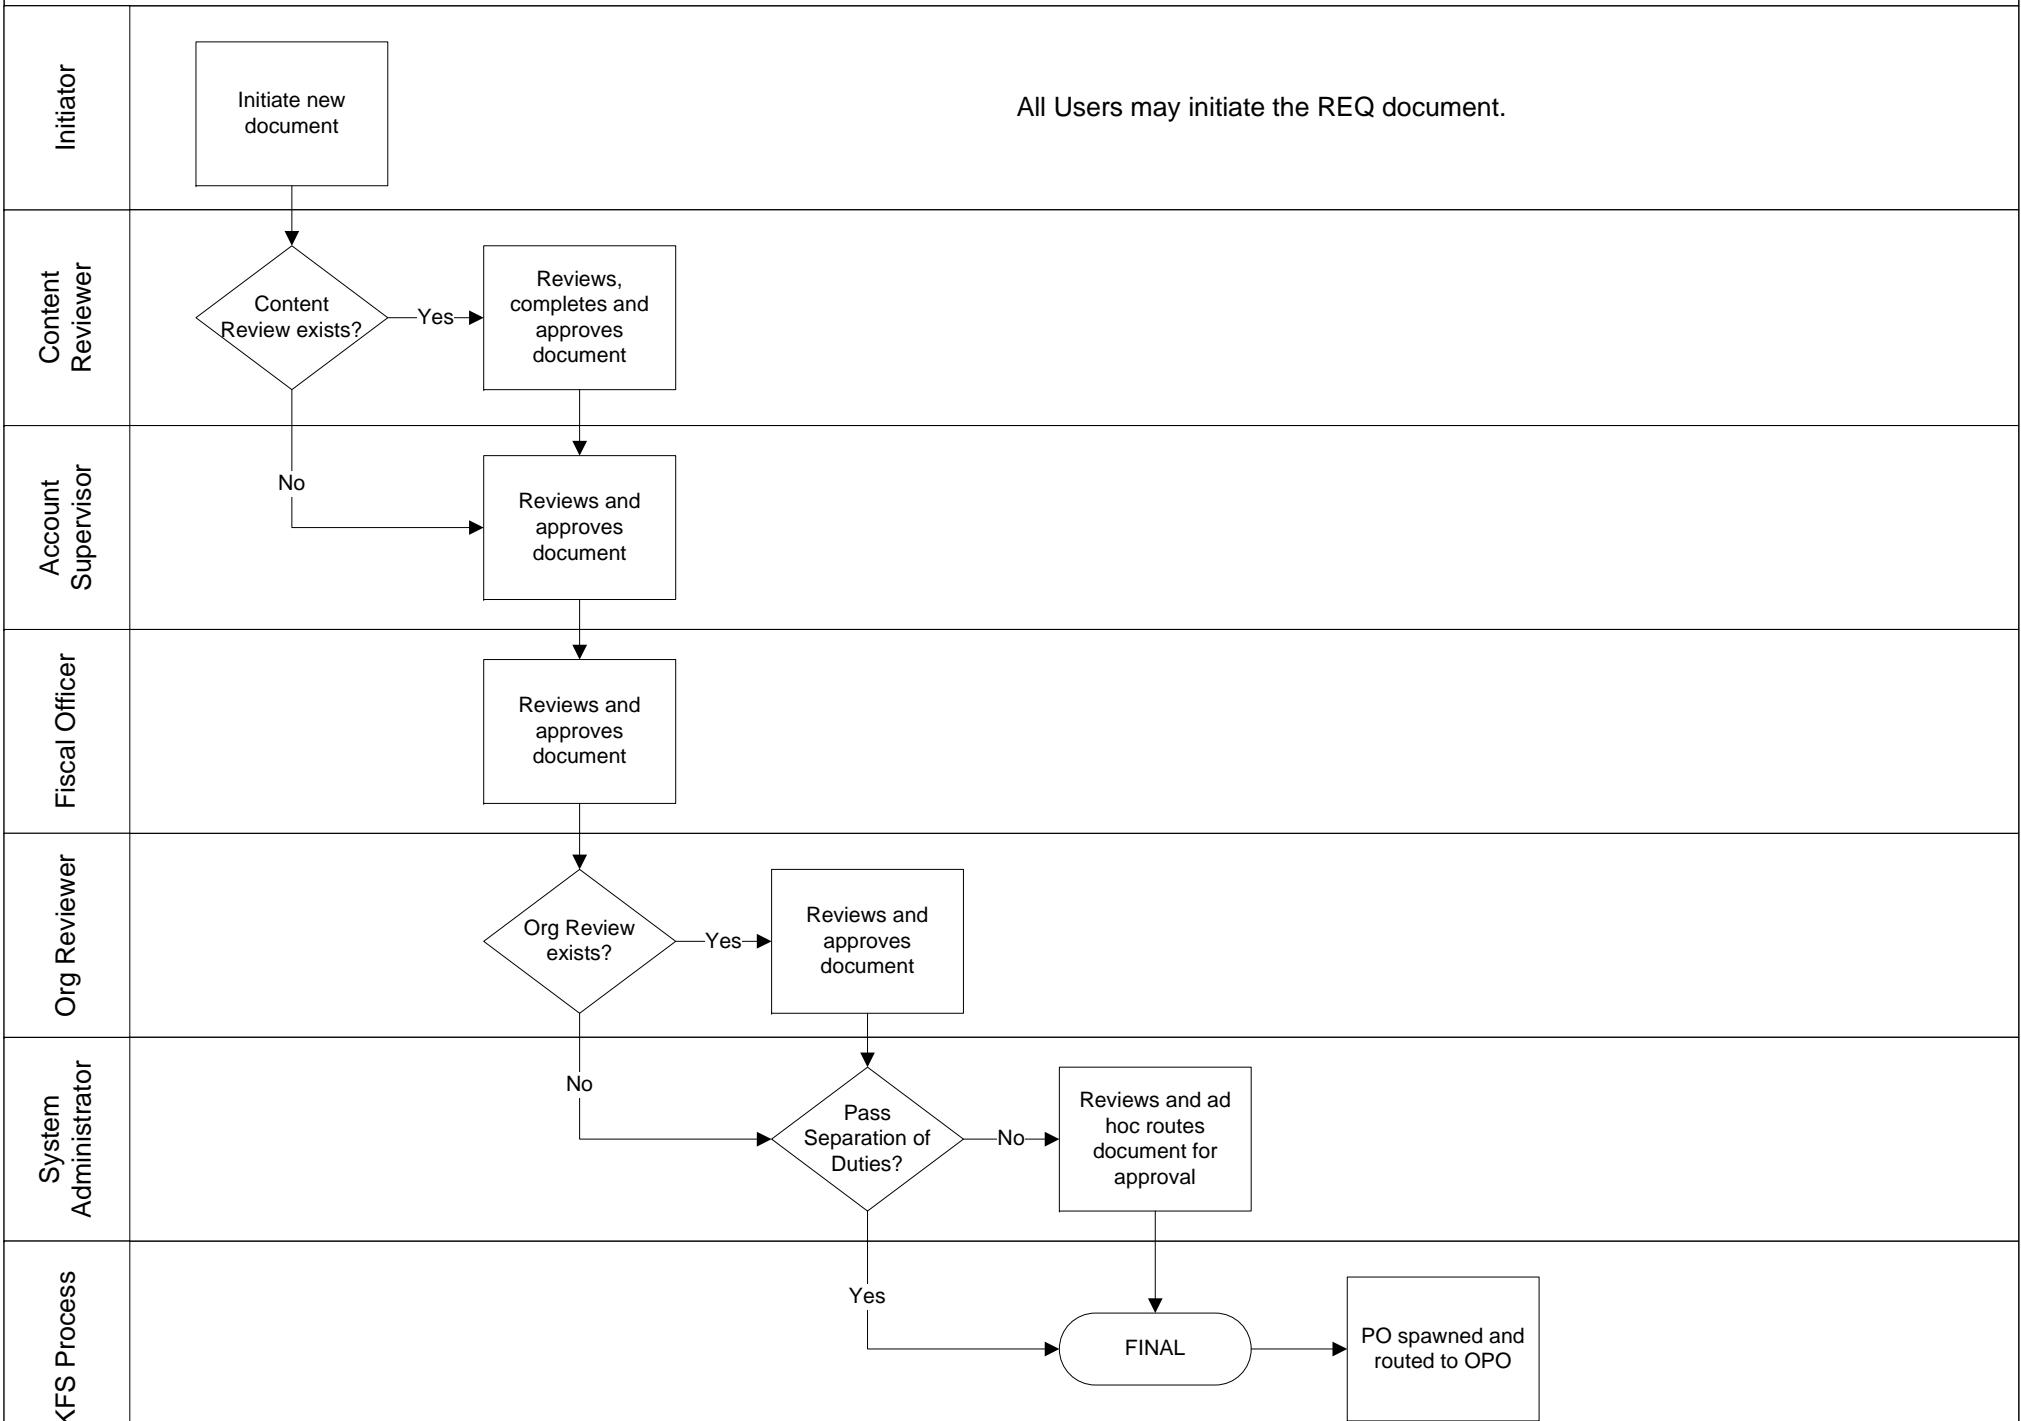 Initiator
Initiate new
document
All Users may initiate the REQ document.
Content
Reviewer
Content
Review exists?
Yes
Reviews,
completes and
approves
document
No
Account
Supervisor
Reviews and
approves
document
Fiscal Officer
Reviews and
approves
document
Org Reviewer
Org Review
exists?
Yes
Reviews and
approves
document
No
System
Administrator
Pass
Separation of
Duties?
No
Reviews and ad
hoc routes
document for
approval
Yes
KFS Process
FINAL
PO spawned and
routed to OPO